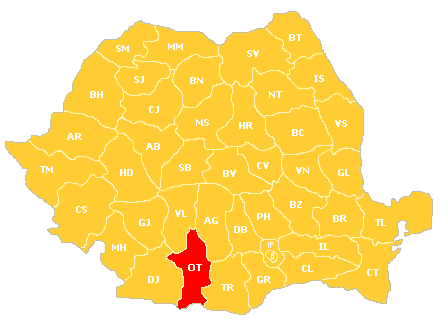 BT
SM
MM
SV
SJ
BN
IS
BH
CJ
NT
MS
HR
VS
AR
AB
BC
TM
HD
SB
BV
CV
VN
GL
CS
GJ
VL
AG
DB
PH
BZ
BR
TL
MH
IF
IL
OT
DJ
TR
GR
CL
CT